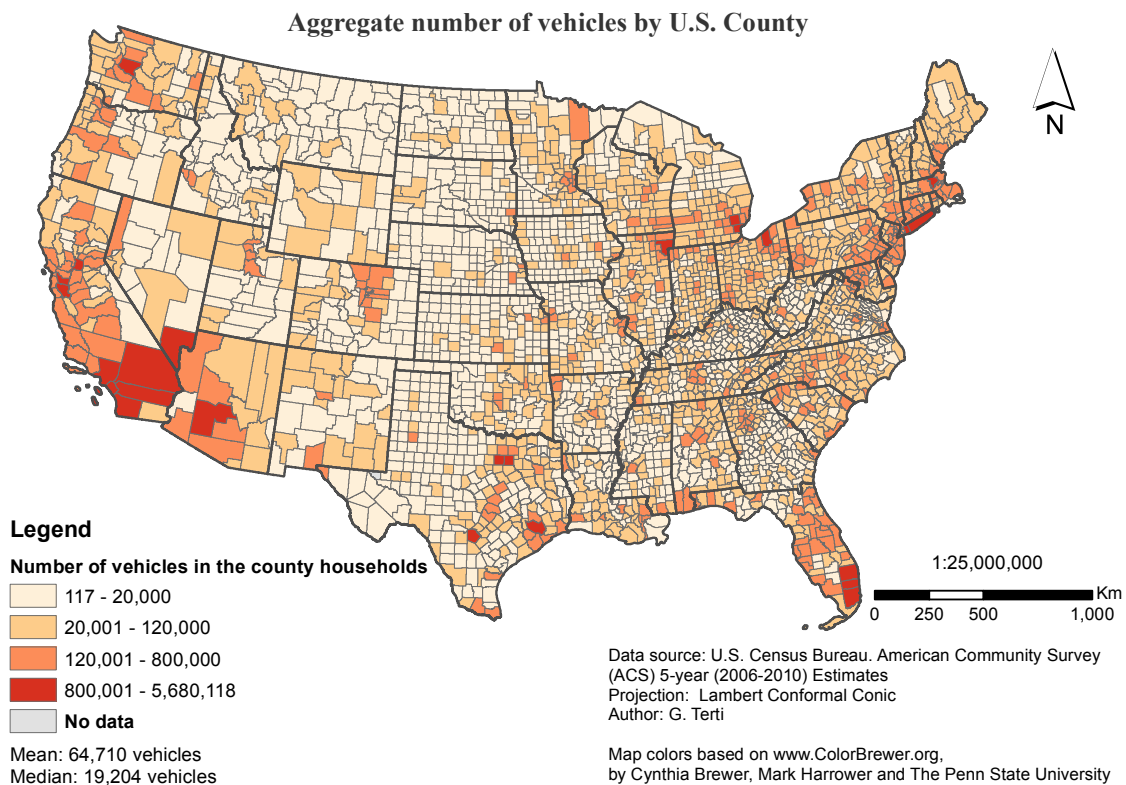 Aggregate number of vehicles by U.S. County
N
Legend
Number of vehicles in the county households
117 - 20,000
20,001 - 120,000
120,001 - 800,000
800,001 - 5,680,118
No data
Mean: 64,710 vehicles
Median: 19,204 vehicles
1:25,000,000
Km
0 250 500 1,000
Data source: U.S. Census Bureau. American Community Survey
(ACS) 5-year (2006-2010) Estimates
Projection: Lambert Conformal Conic
Author: G. Terti
Map colors based on www.ColorBrewer.org,
by Cynthia Brewer, Mark Harrower and The Penn State University